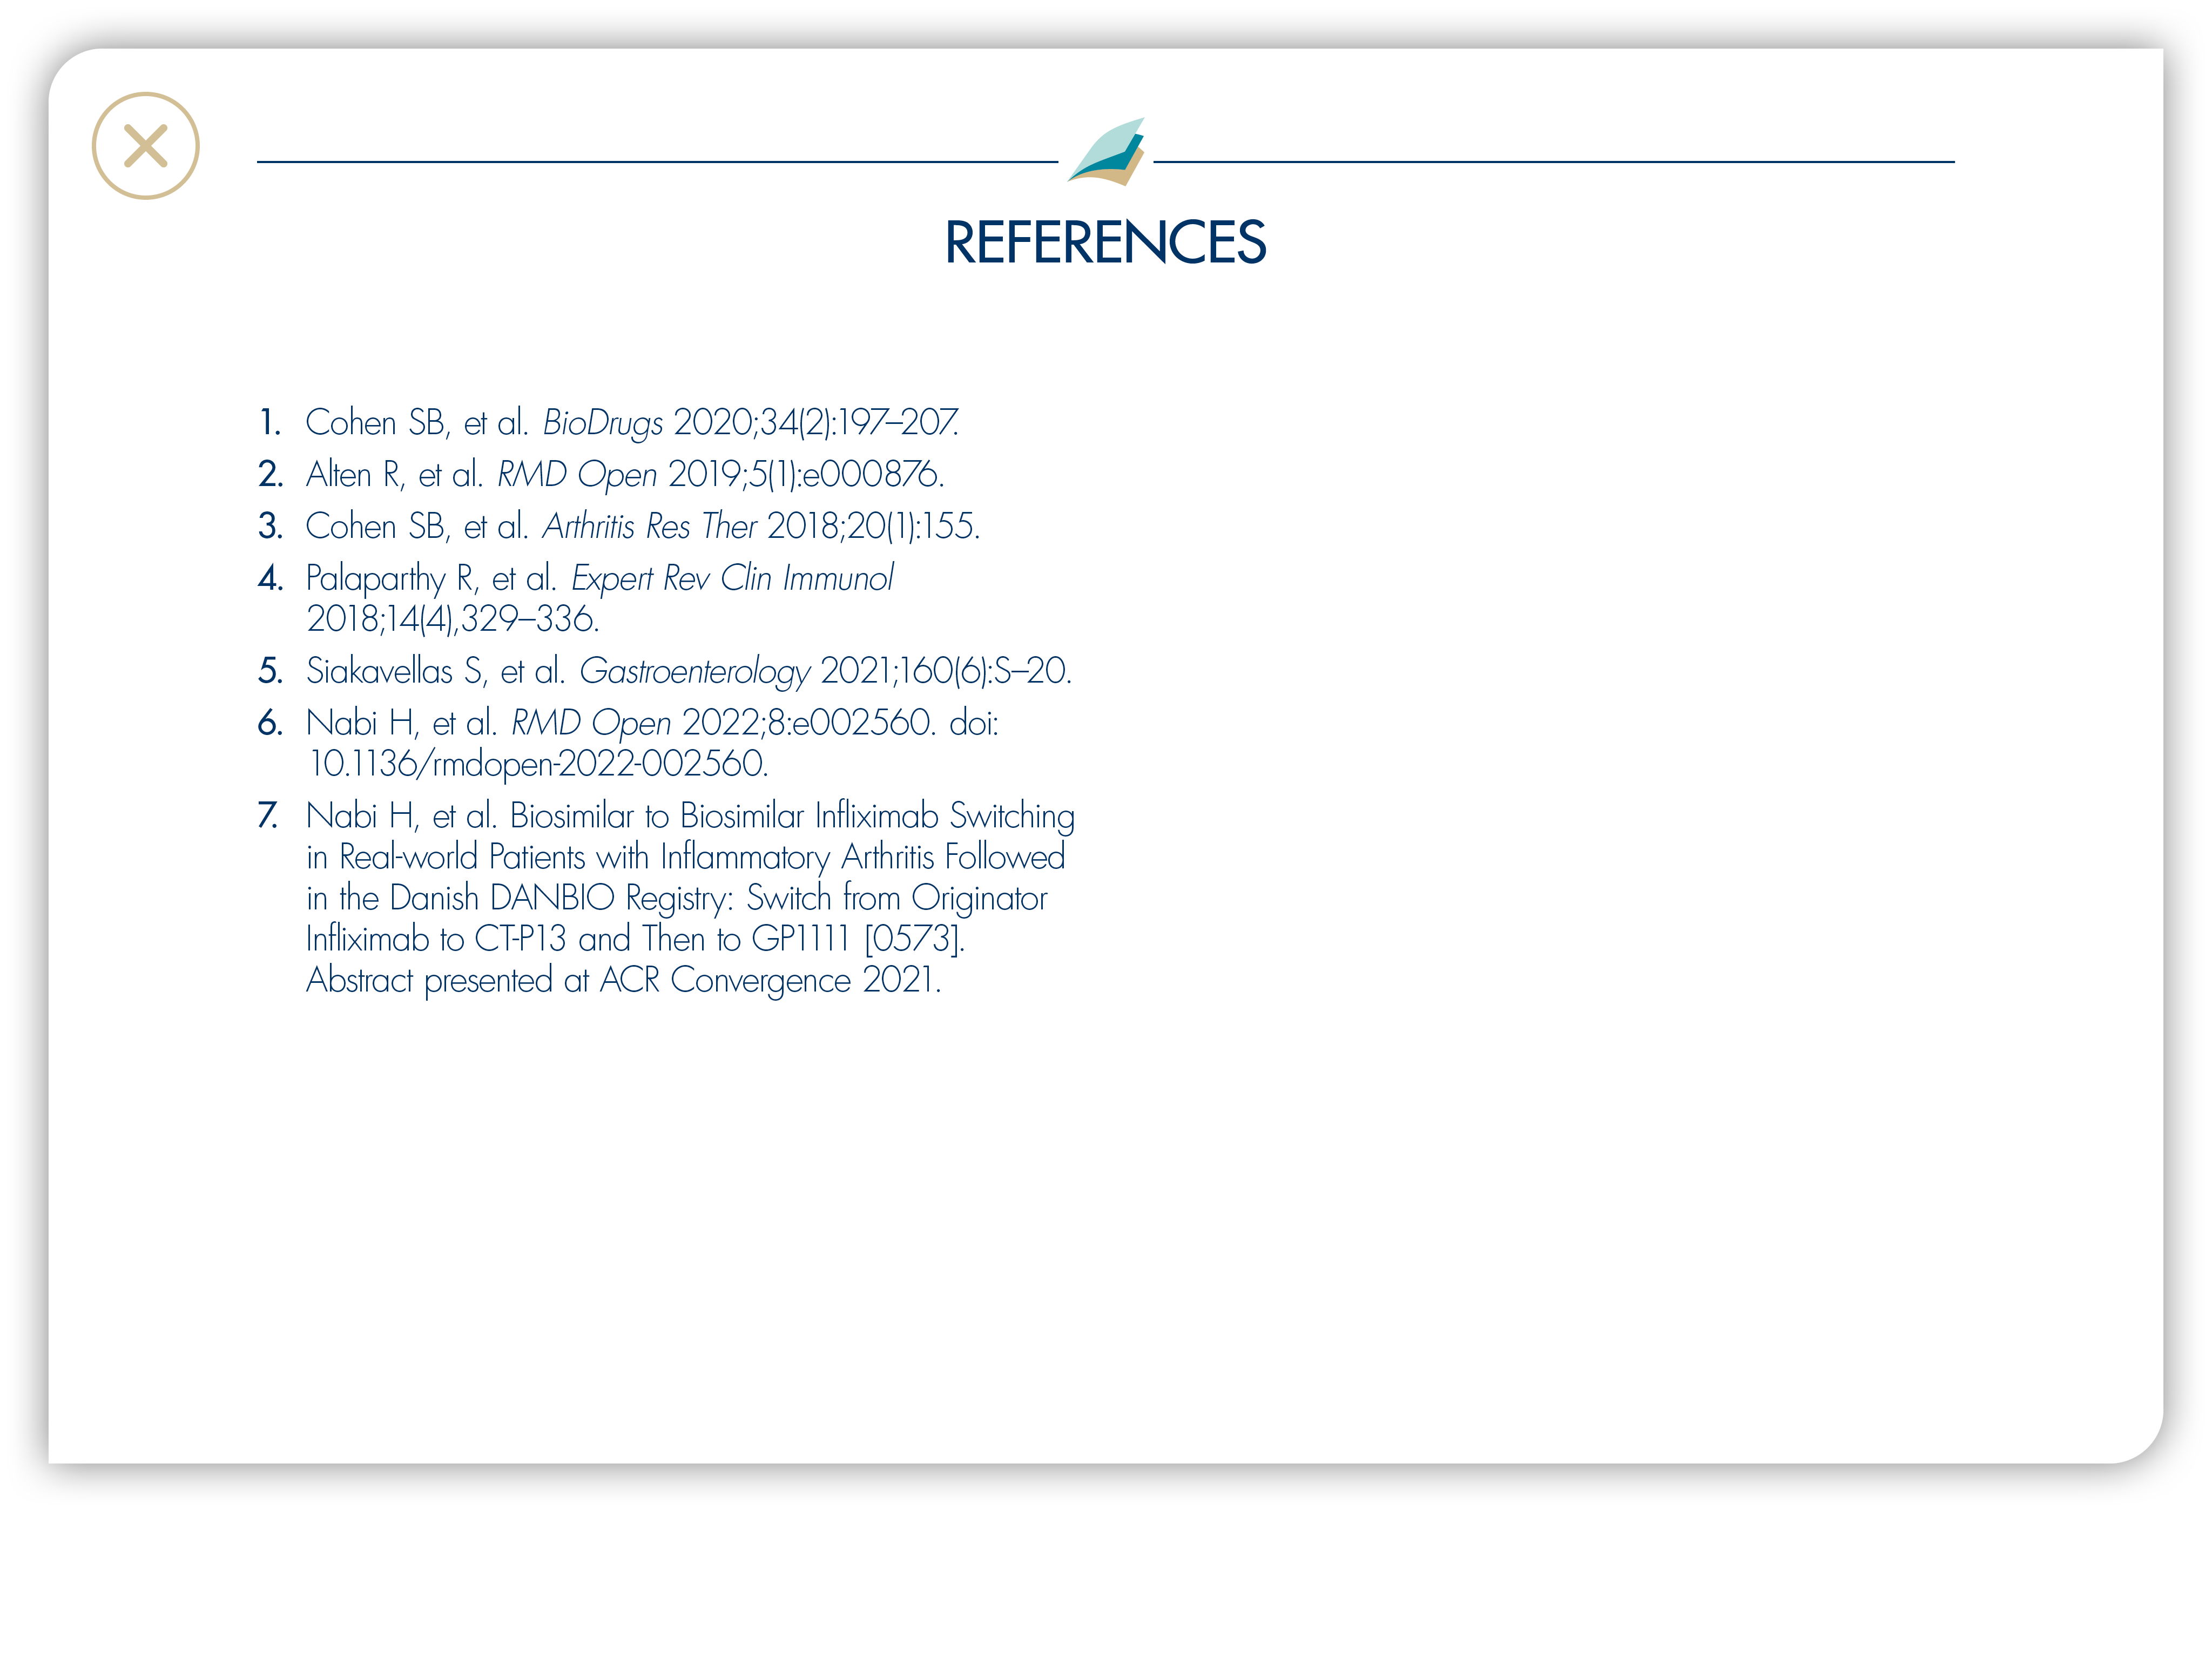 REFERENCES
1. Cohen SB, et al. BioDrugs 2020;34(2):197–207.
2. Alten R, et al. RMD Open 2019;5(1):e000876.
3. Cohen SB, et al. Arthritis Res Ther 2018;20(1):155.
4. Palaparthy R, et al. Expert Rev Clin Immunol
2018;14(4),329–336.
5. Siakavellas S, et al. Gastroenterology 2021;160(6):S–20.
6. Nabi H, et al. RMD Open 2022;8:e002560. doi:
10.1136/rmdopen-2022-002560.
7. Nabi H, et al. Biosimilar to Biosimilar Infliximab Switching
in Real-world Patients with Inflammatory Arthritis Followed
in the Danish DANBIO Registry: Switch from Originator
Infliximab to CT-P13 and Then to GP1111 [0573].
Abstract presented at ACR Convergence 2021.